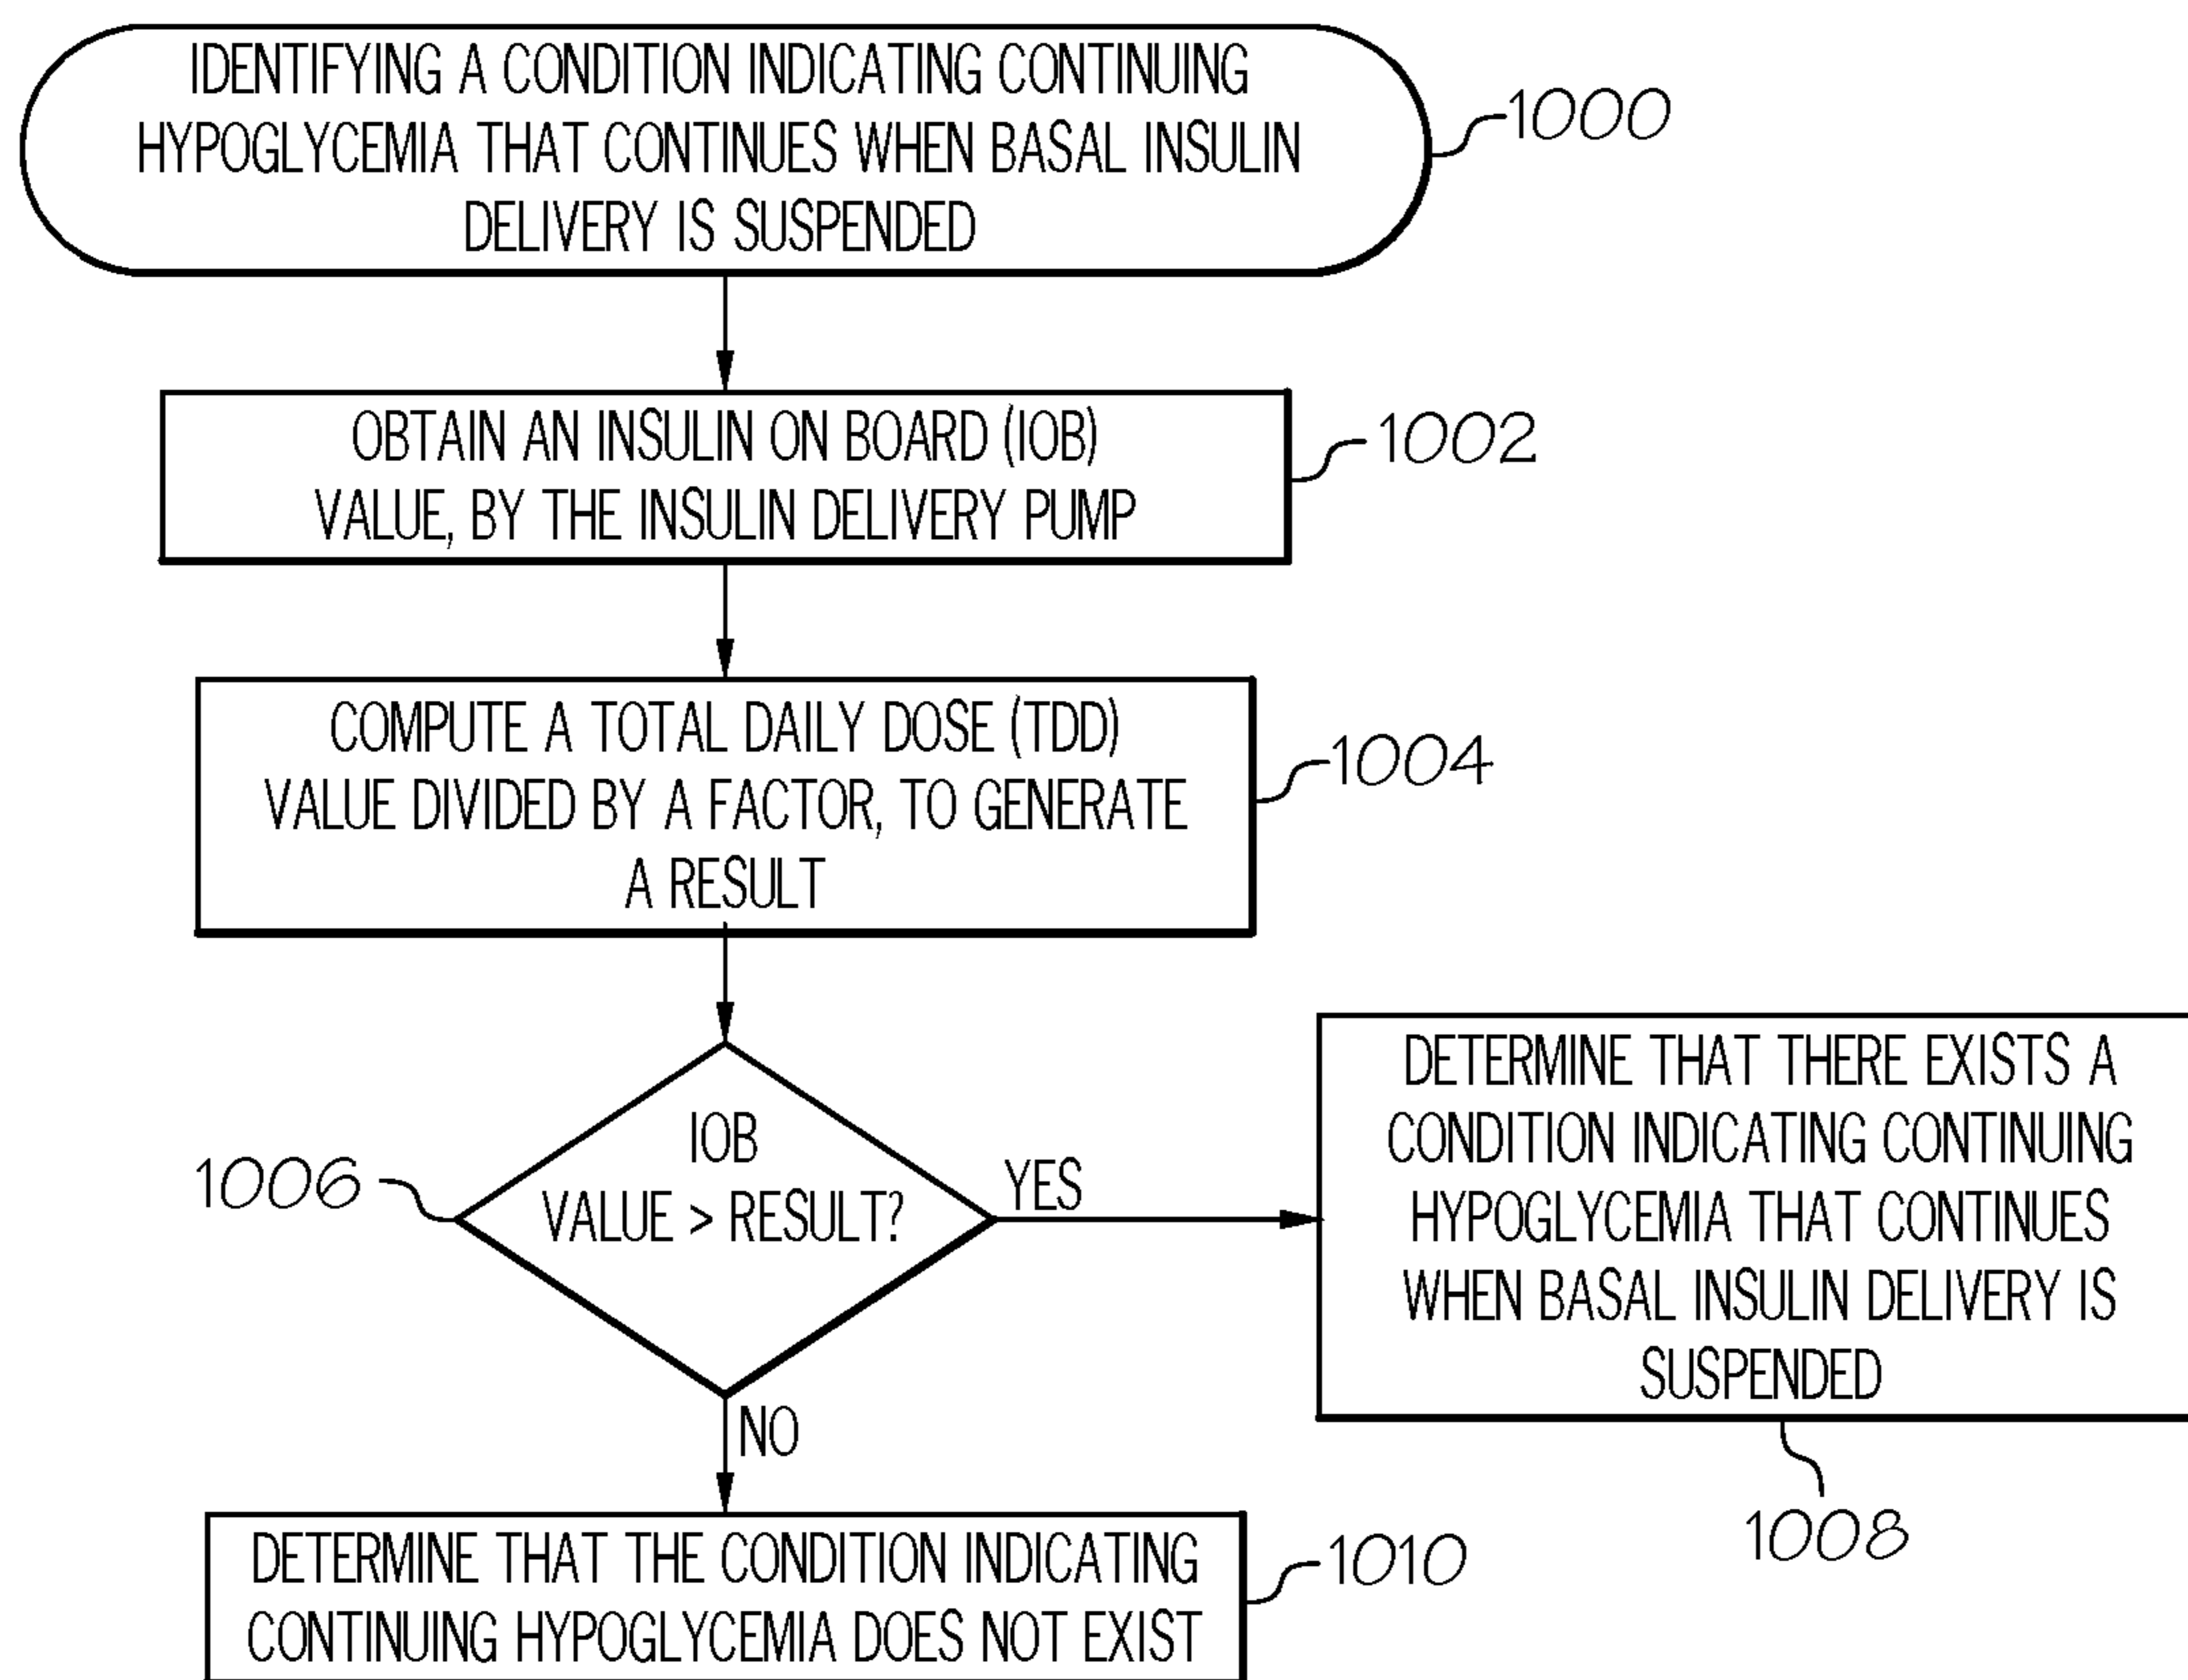 IDENTIFYING A CONDITION INDICATING CONTINUING
HYPOGLYCEMIA THAT CONTINUES WHEN BASAL INSULIN
DELIVERY IS SUSPENDED
1000
OBTAIN AN INSULIN ON BOARD (IOB)
VALUE, BY THE INSULIN DELIVERY PUMP
1002
COMPUTE A TOTAL DAILY DOSE (TDD)
VALUE DIVIDED BY A FACTOR, TO GENERATE
A RESULT
1004
IOB
VALUE > RESULT?
1006
YES
DETERMINE THAT THERE EXISTS A
CONDITION INDICATING CONTINUING
HYPOGLYCEMIA THAT CONTINUES
WHEN BASAL INSULIN DELIVERY IS
SUSPENDED
1008
NO
DETERMINE THAT THE CONDITION INDICATING
CONTINUING HYPOGLYCEMIA DOES NOT EXIST
1010